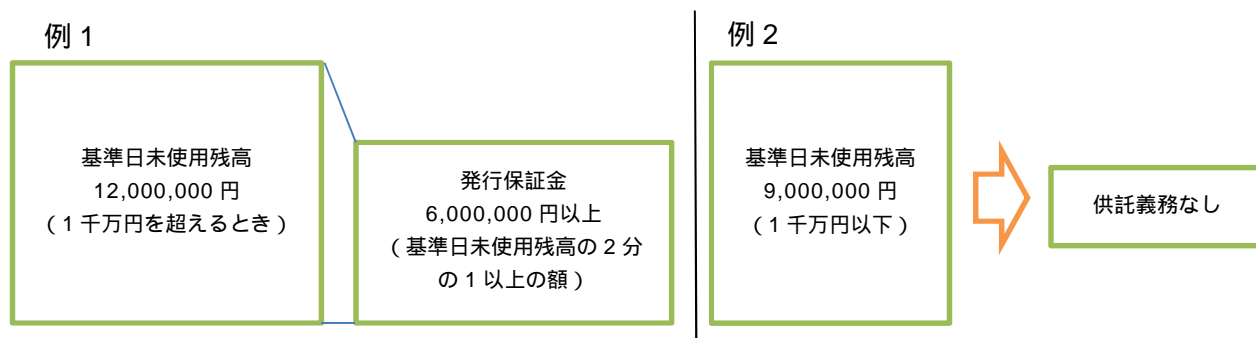 例 1
基準日未使用残高
12,000,000 円
（1 千万円を超えるとき）
発行保証金
6,000,000 円以上
（基準日未使用残高の 2 分
の 1 以上の額）
例 2
基準日未使用残高
9,000,000 円
（1 千万円以下）
供託義務なし